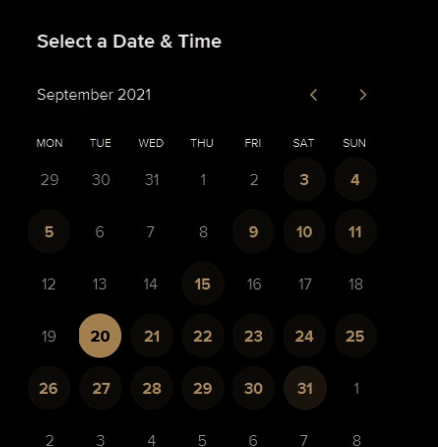 Select a Date & Time
September 2021
MON TUE WED THU FRI SAT SUN
29 30 31 1 2 3 4
5 6 7 8 9 10 11
12 13 14 15 16 17 18
19 20 21 22 23 24 25
26 27 28 29 30 31 1
2 3 4 5 6 7 8